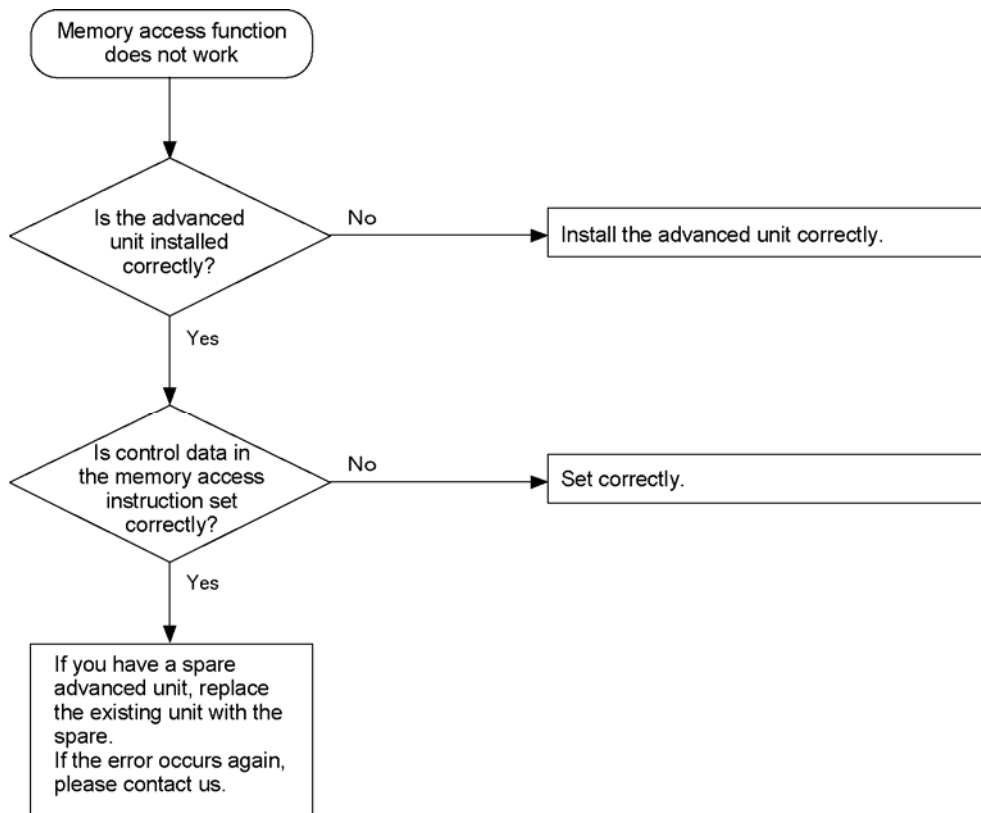 Memory access function
does not work
Is the advanced
unit installed
correctly?
No
Install the advanced unit correctly.
Yes
Is control data in
the memory access
instruction set
correctly?
No
Set correctly.
Yes
If you have a spare
advanced unit, replace
the existing unit with the
spare.
If the error occurs again,
please contact us.